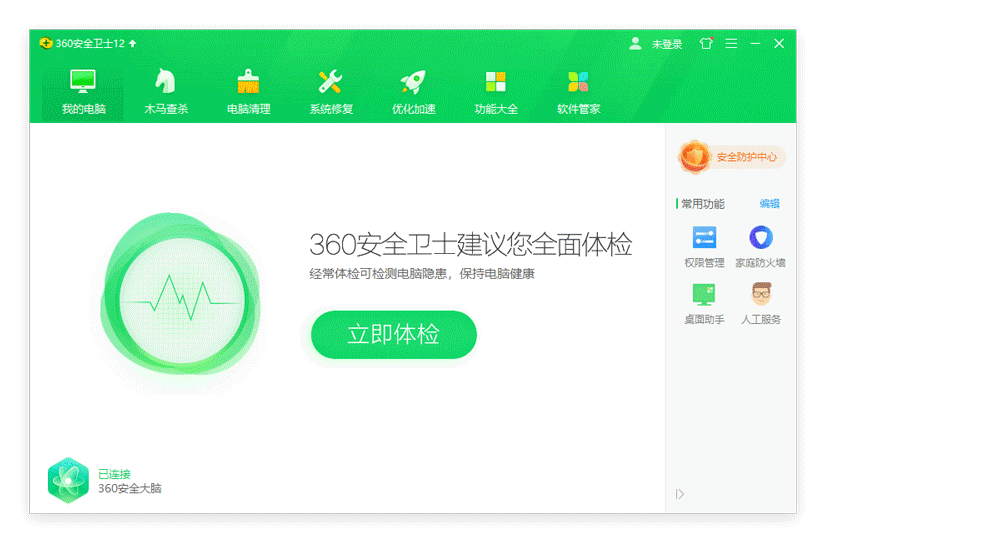 360安全卫士12
未登录
我的电脑
木马查杀
电脑清理
系统修复
优化加速
功能大全
软件管家
360安全卫士建议您全面体检
经常体检可检测电脑隐患，保持电脑健康
立即体检
已连接
360安全大脑
安全防护中心
常用功能
编辑
权限管理
家庭防火墙
桌面助手
人工服务